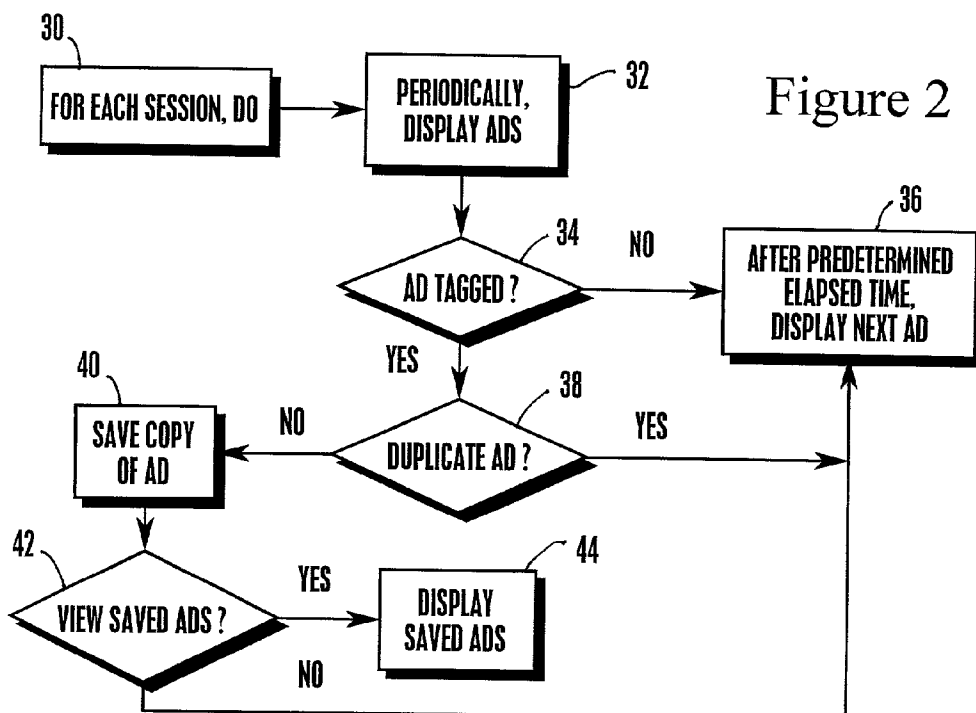 30
FOR EACH SESSION, DO
32
PERIODICALLY,
DISPLAY ADS
Figure 2
34
AD TAGGED ?
NO
36
AFTER PREDETERMINED
ELAPSED TIME,
DISPLAY NEXT AD
YES
38
DUPLICATE AD ?
NO
YES
40
SAVE COPY
OF AD
42
VIEW SAVED ADS ?
YES
NO
44
DISPLAY
SAVED ADS